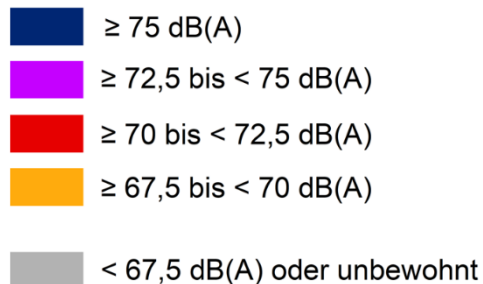 ≥ 75 dB(A)
≥ 72,5 bis < 75 dB(A)
≥ 70 bis < 72,5 dB(A)
≥ 67,5 bis < 70 dB(A)
< 67,5 dB(A) oder unbewohnt